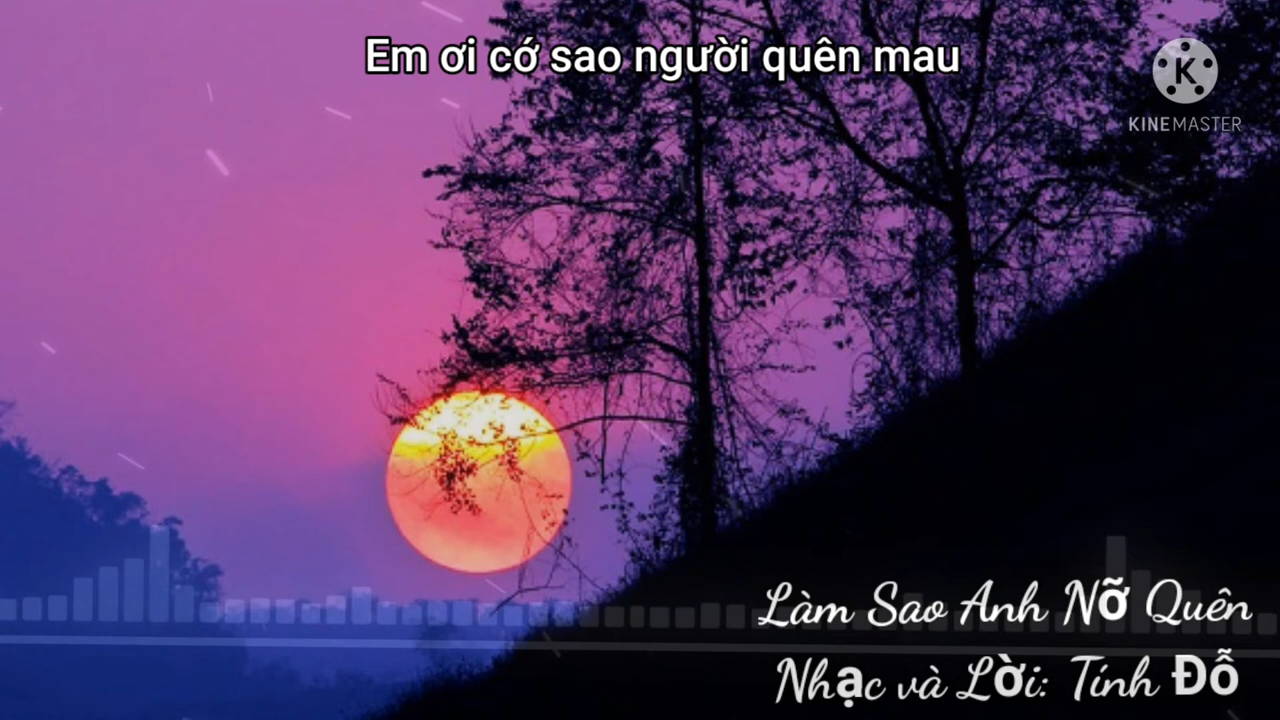 Em ơi cớ sao người quên mau
K
KINEMASTER
Làm Sao Anh Nỡ Quên
Nhạc và Lời: Tính Đỗ